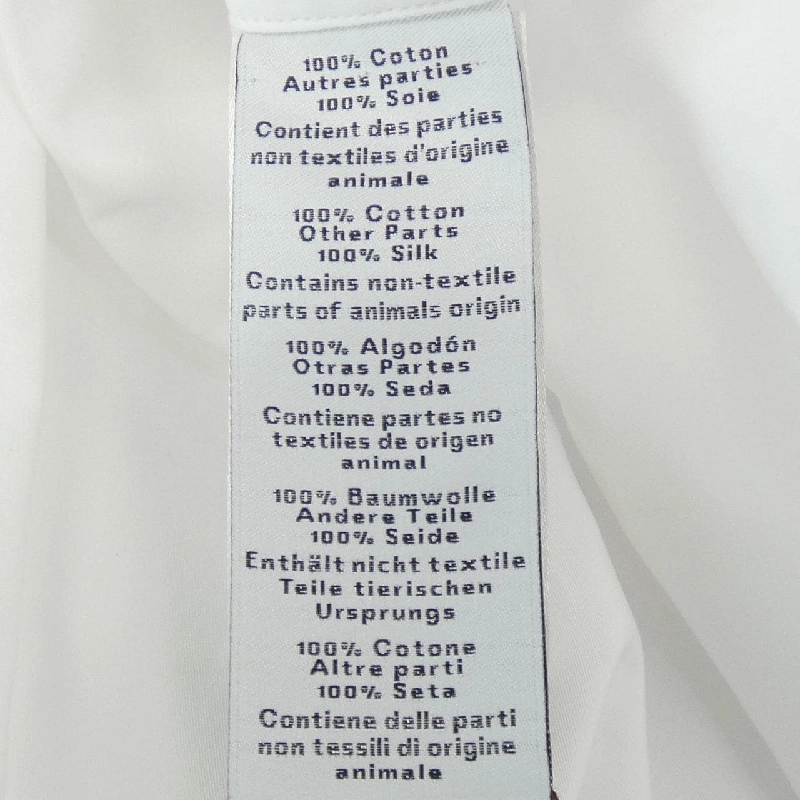 100% Coton
Autres parties
100% Soie
Contient des parties
non textiles d'origine
animale
100% Cotton
Other Parts
100% Silk
Contains non-textile
parts of animals origin
100% Algodón
Otras Partes
100% Seda
Contiene partes no
textiles de origen
animal
100% Baumwolle
Andere Teile
100% Seide
Enthält nicht textile
Teile tierischen
Ursprungs
100% Cotone
Altre parti
100% Seta
Contiene delle parti
non tessili di origine
animale